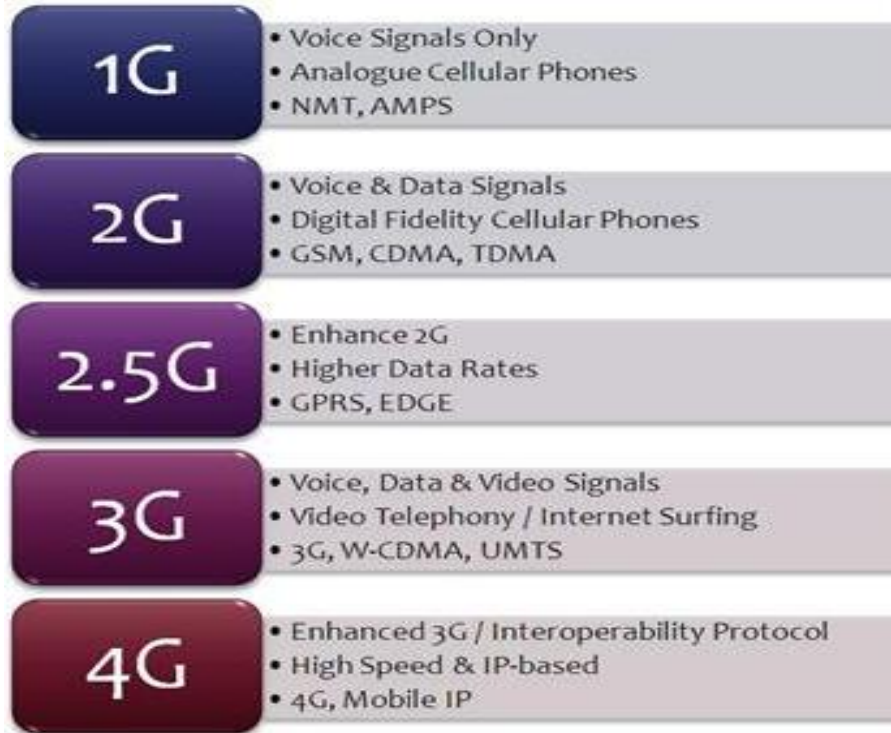 1G
• Voice Signals Only
• Analogue Cellular Phones
• NMT, AMPS
2G
• Voice & Data Signals
• Digital Fidelity Cellular Phones
• GSM, CDMA, TDMA
2.5G
• Enhance 2G
• Higher Data Rates
• GPRS, EDGE
3G
• Voice, Data & Video Signals
• Video Telephony / Internet Surfing
• 3G, W-CDMA, UMTS
4G
• Enhanced 3G / Interoperability Protocol
• High Speed & IP-based
• 4G, Mobile IP